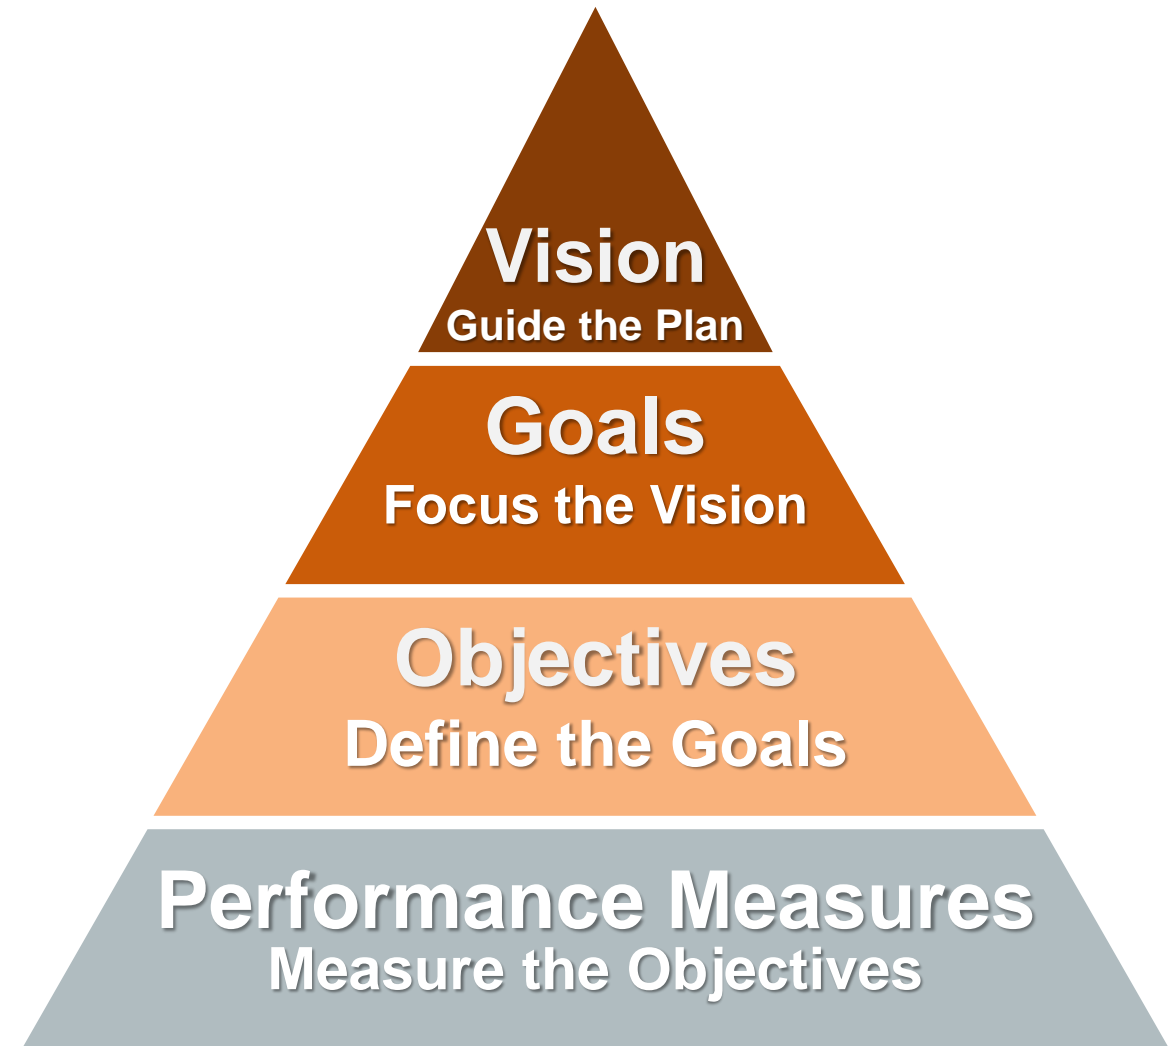 Vision
Guide the Plan
Goals
Focus the Vision
Objectives
Define the Goals
Performance Measures
Measure the Objectives